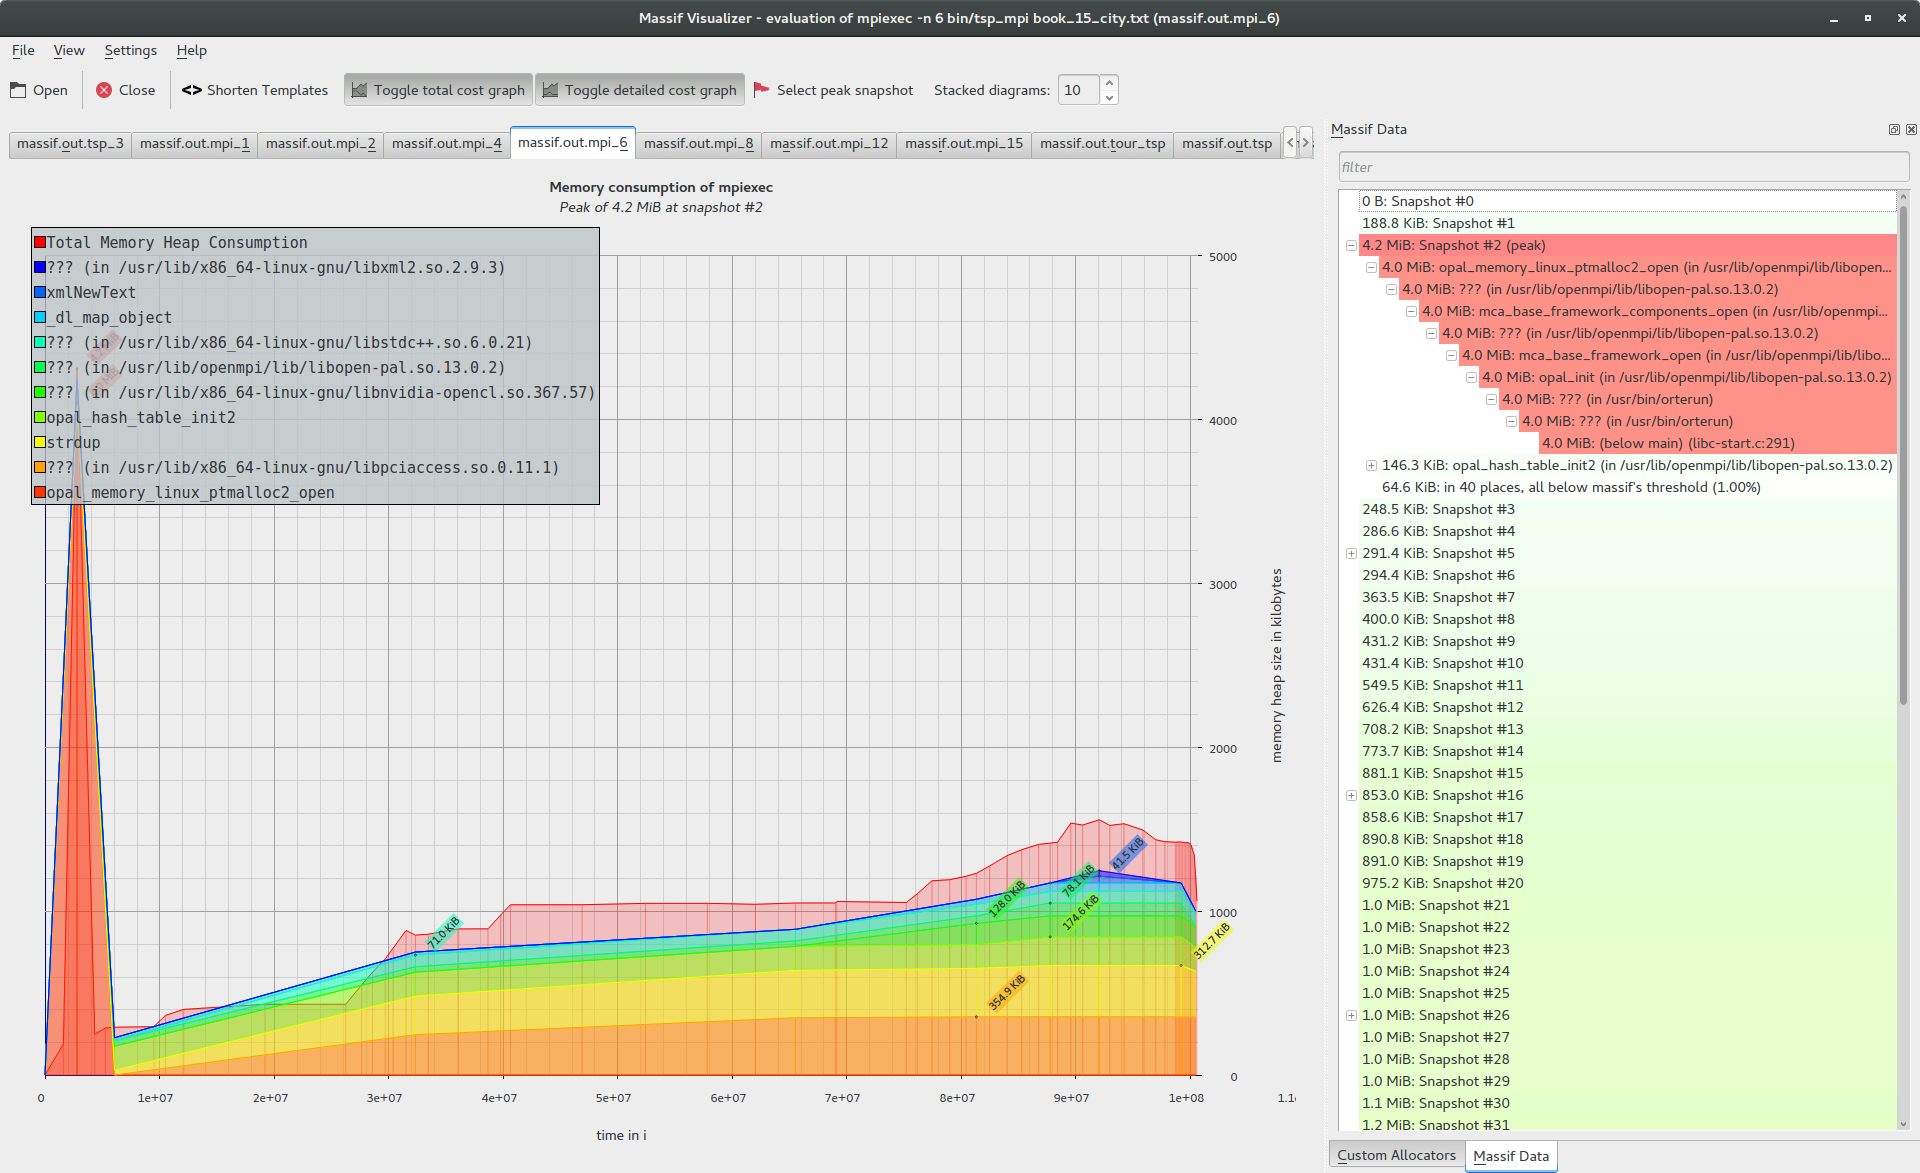 Massif Visualizer - evaluation of mpiexec -n 6 bin/tsp_mpi book_15_city.txt (massif.out.mpi_6)
File View Settings Help
Open Close <> Shorten Templates Toggle total cost graph Toggle detailed cost graph Select peak snapshot Stacked diagrams: 10
massif.out.tsp_3 massif.out.mpi_1 massif.out.mpi_2 massif.out.mpi_4 massif.out.mpi_6 massif.out.mpi_8 massif.out.mpi_12 massif.out.mpi_15 massif.out.tour_tsp massif.out.tsp
Memory consumption of mpiexec
Peak of 4.2 MiB at snapshot #2
Total Memory Heap Consumption
??? (in /usr/lib/x86_64-linux-gnu/libxml2.so.2.9.3)
xmlNewText
_dl_map_object
??? (in /usr/lib/x86_64-linux-gnu/libstdc++.so.6.0.21)
??? (in /usr/lib/openmpi/lib/libopen-pal.so.13.0.2)
??? (in /usr/lib/x86_64-linux-gnu/libnvidia-opencl.so.367.57)
opal_hash_table_init2
strdup
??? (in /usr/lib/x86_64-linux-gnu/libpciaccess.so.0.11.1)
opal_memory_linux_ptmalloc2_open
5000
4000
3000
2000
1000
0
memory heap size in kilobytes
41.5 KiB
78.1 KiB
128.0 KiB
174.6 KiB
71.0 KiB
312.7 KiB
354.9 KiB
0 1e+07 2e+07 3e+07 4e+07 5e+07 6e+07 7e+07 8e+07 9e+07 1e+08
time in i
Massif Data
filter
0 B: Snapshot #0
188.8 KiB: Snapshot #1
4.2 MiB: Snapshot #2 (peak)
4.0 MiB: opal_memory_linux_ptmalloc2_open (in /usr/lib/openmpi/lib/libopen...
4.0 MiB: ??? (in /usr/lib/openmpi/lib/libopen-pal.so.13.0.2)
4.0 MiB: mca_base_framework_components_open (in /usr/lib/openmpi...
4.0 MiB: ??? (in /usr/lib/openmpi/lib/libopen-pal.so.13.0.2)
4.0 MiB: mca_base_framework_open (in /usr/lib/openmpi/lib/libo...
4.0 MiB: opal_init (in /usr/lib/openmpi/lib/libopen-pal.so.13.0.2)
4.0 MiB: ??? (in /usr/bin/orterun)
4.0 MiB: ??? (in /usr/bin/orterun)
4.0 MiB: (below main) (libc-start.c:291)
146.3 KiB: opal_hash_table_init2 (in /usr/lib/openmpi/lib/libopen-pal.so.13.0.2)
64.6 KiB: in 40 places, all below massif's threshold (1.00%)
248.5 KiB: Snapshot #3
286.6 KiB: Snapshot #4
291.4 KiB: Snapshot #5
294.4 KiB: Snapshot #6
363.5 KiB: Snapshot #7
400.0 KiB: Snapshot #8
431.2 KiB: Snapshot #9
431.4 KiB: Snapshot #10
549.5 KiB: Snapshot #11
626.4 KiB: Snapshot #12
708.2 KiB: Snapshot #13
773.7 KiB: Snapshot #14
881.1 KiB: Snapshot #15
853.0 KiB: Snapshot #16
858.6 KiB: Snapshot #17
890.8 KiB: Snapshot #18
891.0 KiB: Snapshot #19
975.2 KiB: Snapshot #20
1.0 MiB: Snapshot #21
1.0 MiB: Snapshot #22
1.0 MiB: Snapshot #23
1.0 MiB: Snapshot #24
1.0 MiB: Snapshot #25
1.0 MiB: Snapshot #26
1.0 MiB: Snapshot #27
1.0 MiB: Snapshot #28
1.0 MiB: Snapshot #29
1.1 MiB: Snapshot #30
1.2 MiB: Snapshot #31
Custom Allocators Massif Data